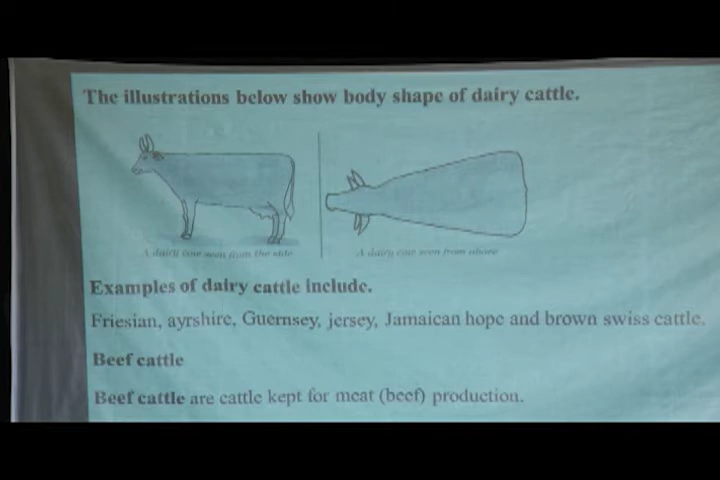 The illustrations below show body shape of dairy cattle.
A dairy cow seen from the side
A dairy cow seen from above
Examples of dairy cattle include.
Friesian, ayrshire, Guernsey, jersey, Jamaican hope and brown swiss cattle.
Beef cattle
Beef cattle are cattle kept for meat (beef) production.